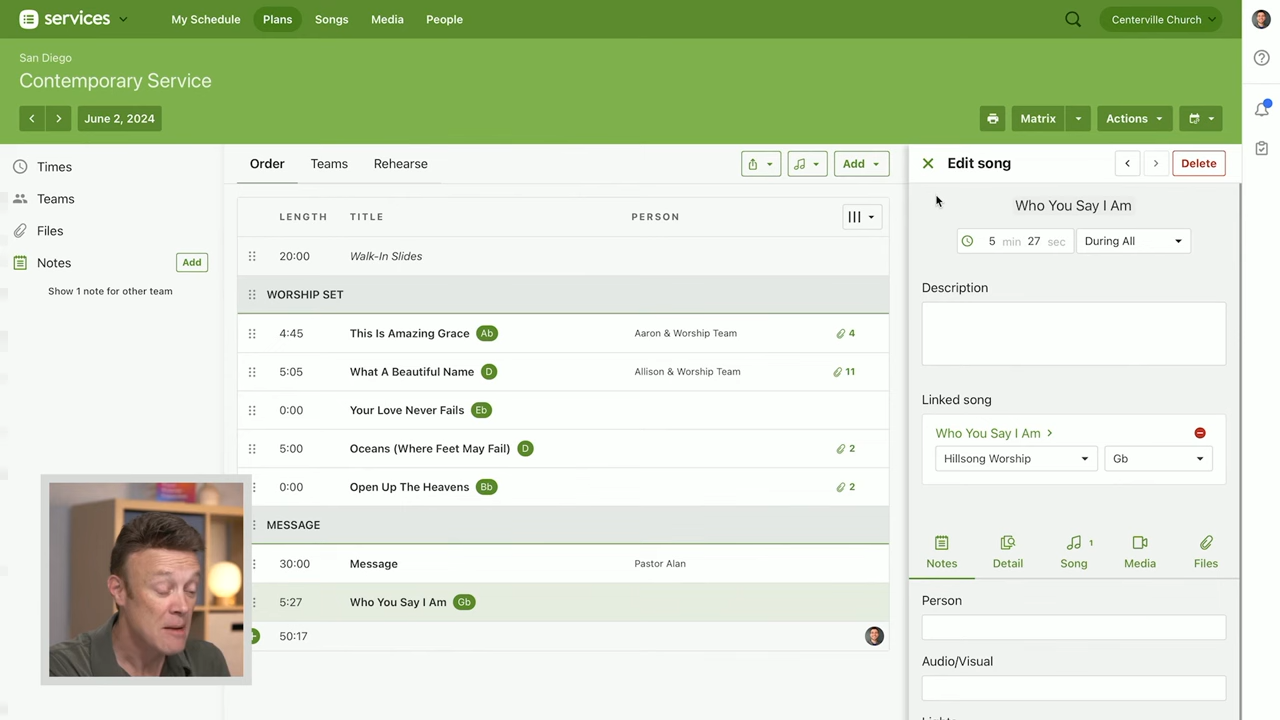 services
My Schedule
Plans
Songs
Media
People
Centerville Church
San Diego
Contemporary Service
June 2, 2024
Matrix
Actions
Times
Teams
Files
Notes
Add
Show 1 note for other team
Order
Teams
Rehearse
Add
LENGTH TITLE PERSON
20:00 Walk-In Slides
WORSHIP SET
4:45 This Is Amazing Grace Ab Aaron & Worship Team 4
5:05 What A Beautiful Name D Allison & Worship Team 11
0:00 Your Love Never Fails Eb
5:00 Oceans (Where Feet May Fail) D 2
0:00 Open Up The Heavens Bb 2
MESSAGE
30:00 Message Pastor Alan
5:27 Who You Say I Am Gb
50:17
Edit song
Delete
Who You Say I Am
5 min 27 sec During All
Description
Linked song
Who You Say I Am
Hillsong Worship Gb
Notes
Detail
Song 1
Media
Files
Person
Audio/Visual